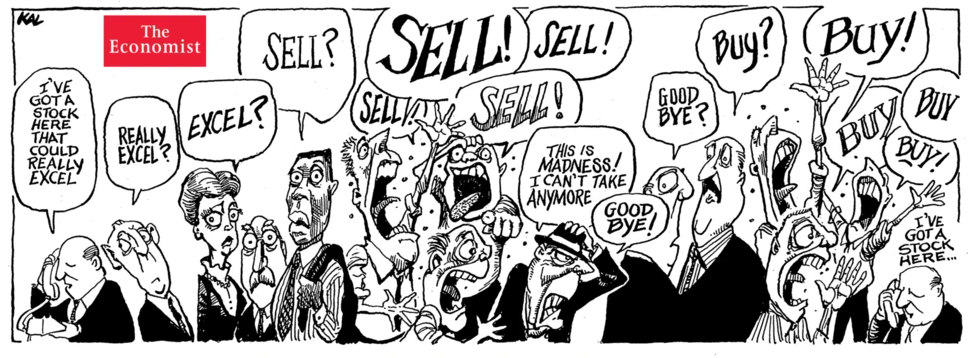 KAL
The
Economist
I'VE
GOT A
STOCK
HERE
THAT
COULD
REALLY
EXCEL
REALLY
EXCEL?
EXCEL?
SELL?
SELL!
SELL!
SELL!!!
SELL!
THIS IS
MADNESS!
I CAN'T TAKE
ANYMORE
GOOD
BYE!
GOOD
BYE?
BUY?
BUY!
BUY
BUY
BUY!
I'VE
GOT A
STOCK
HERE...